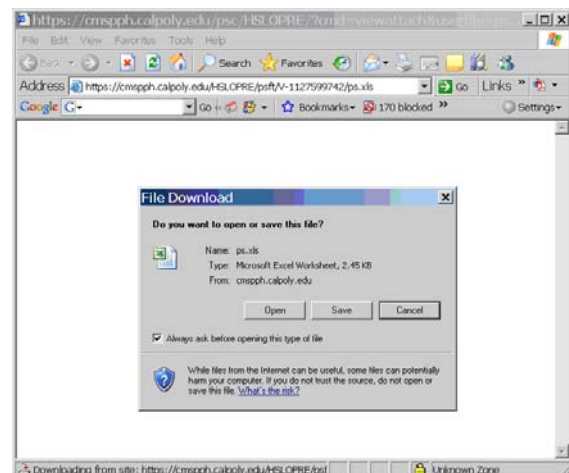 https://cmspph.calpoly.edu/psc/HSLOPRE/?cmd=viewattach&user
File Edit View Favorites Tools Help
Back Search Favorites
Address https://cmspph.calpoly.edu/HSLOPRE/psft/V-1127599742/ps.xls Go Links »
Google G Go Bookmarks 170 blocked » Settings
File Download
Do you want to open or save this file?
Name: ps.xls
Type: Microsoft Excel Worksheet, 2.45 KB
From: cmspph.calpoly.edu
Open Save Cancel
Always ask before opening this type of file
While files from the Internet can be useful, some files can potentially
harm your computer. If you do not trust the source, do not open or
save this file. What's the risk?
Downloading from site: https://cmspph.calpoly.edu/HSLOPRE/psf Unknown Zone